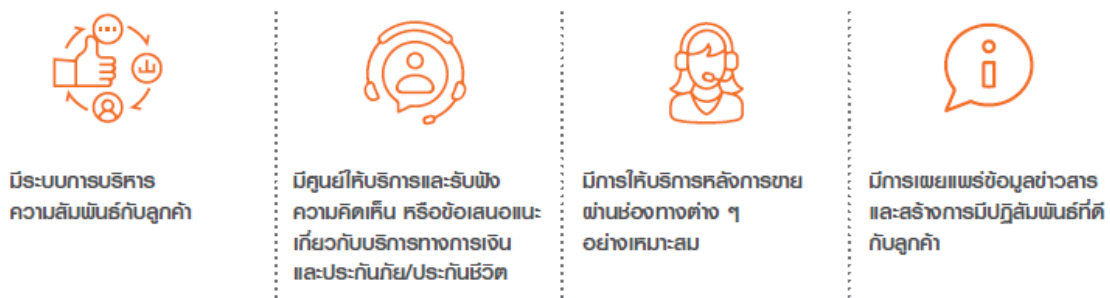 มีระบบการบริหาร
ความสัมพันธ์กับลูกค้า
มีศูนย์ให้บริการและรับฟัง
ความคิดเห็น หรือข้อเสนอแนะ
เกี่ยวกับบริการทางการเงิน
และประกันภัย/ประกันชีวิต
มีการให้บริการหลังการขาย
ผ่านช่องทางต่าง ๆ
อย่างเหมาะสม
มีการเผยแพร่ข้อมูลข่าวสาร
และสร้างการมีปฏิสัมพันธ์ที่ดี
กับลูกค้า